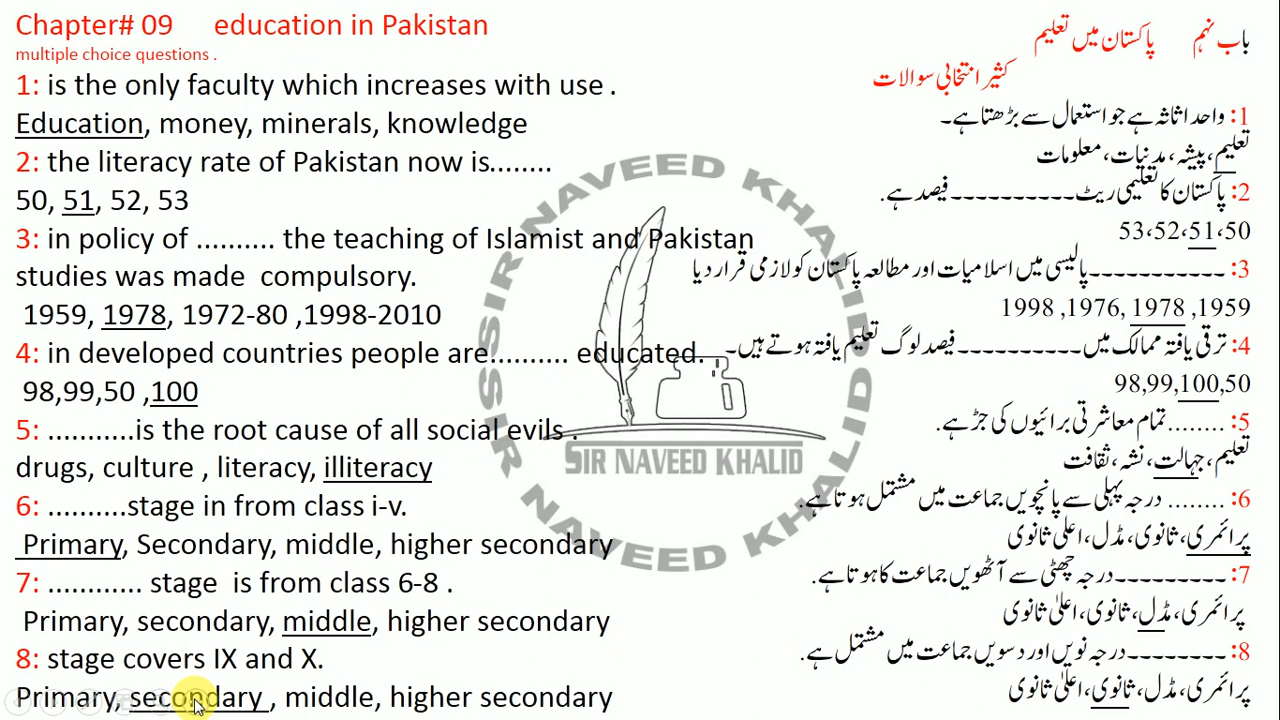 Chapter# 09 education in Pakistan
multiple choice questions .
1: is the only faculty which increases with use .
Education, money, minerals, knowledge
2: the literacy rate of Pakistan now is........
50, 51, 52, 53
3: in policy of .......... the teaching of Islamist and Pakistan
studies was made compulsory.
1959, 1978, 1972-80 ,1998-2010
4: in developed countries people are.......... educated.
98,99,50 ,100
5: ...........is the root cause of all social evils .
drugs, culture , literacy, illiteracy
6: ..........stage in from class i-v.
Primary, Secondary, middle, higher secondary
7: ............ stage is from class 6-8 .
Primary, secondary, middle, higher secondary
8: stage covers IX and X.
Primary, secondary , middle, higher secondary
باب نہم پاکستان میں تعلیم
کثیر انتخابی سوالات
1: واحد اثاثہ ہے جو استعمال سے بڑھتا ہے۔
تعلیم، پیشہ، مدنیات، معلومات
2: پاکستان کا تعلیمی ریٹ۔۔۔۔۔۔۔۔۔۔ فیصد ہے.
50،51،52،53
3: ۔۔۔۔۔۔۔۔۔۔۔پالیسی میں اسلامیات اور مطالعہ پاکستان کو لازمی قرار دیا
1959, 1978 ,1976, 1998
4: ترقی یافتہ ممالک میں۔۔۔۔۔۔۔۔۔۔فیصد لوگ تعلیم یافتہ ہوتے ہیں۔
98,99,100,50
5: ........تمام معاشرتی برائیوں کی جڑ ہے.
تعلیم، جہالت، نشہ، ثقافت
6: ........ درجہ پہلی سے پانچویں جماعت میں مشتمل ہوتا ہے.
پرائمری، ثانوی، مڈل، اعلی ثانوی
7: ۔۔۔۔۔۔۔۔۔درجہ چھٹی سے آٹھویں جماعت کا ہوتا ہے.
پرائمری، مڈل، ثانوی، اعلیٰ ثانوی
8: ۔۔۔۔۔۔۔۔درجہ نویں اور دسویں جماعت میں مشتمل ہے.
پرائمری، مڈل، ثانوی، اعلیٰ ثانوی
SIR NAVEED KHALID
SIR NAVEED KHALID
SIR NAVEED